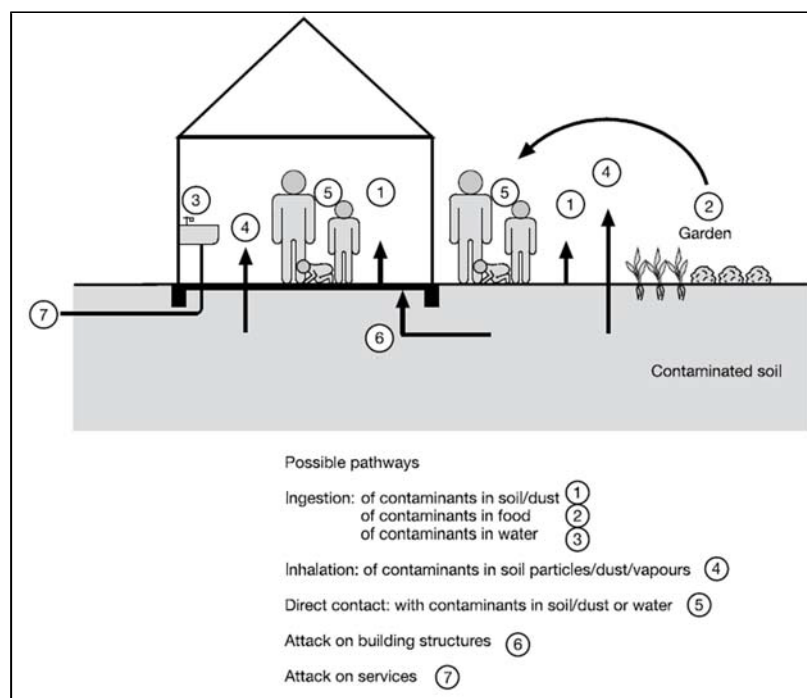 3
5
1
4
5
1
4
2
Garden
7
6
Contaminated soil
Possible pathways
Ingestion: of contaminants in soil/dust 1
of contaminants in food 2
of contaminants in water 3
Inhalation: of contaminants in soil particles/dust/vapours 4
Direct contact: with contaminants in soil/dust or water 5
Attack on building structures 6
Attack on services 7